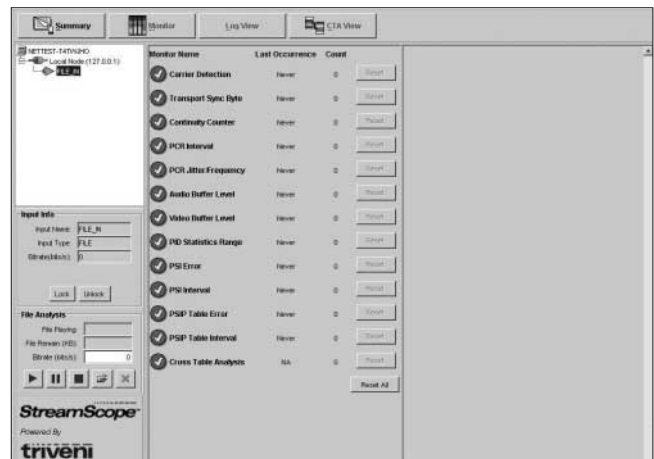 Summary
Monitor
Log View
CTA View
NETTEST-T4TWJHO
Local Node (127.0.0.1)
FILE_IN
Monitor Name Last Occurrence Count
Carrier Detection Never 0 Reset
Transport Sync Byte Never 0 Reset
Continuity Counter Never 0 Reset
PCR Interval Never 0 Reset
PCR Jitter Frequency Never 0 Reset
Audio Buffer Level Never 0 Reset
Video Buffer Level Never 0 Reset
PID Statistics Range Never 0 Reset
PSI Error Never 0 Reset
PSI Interval Never 0 Reset
PSIP Table Error Never 0 Reset
PSIP Table Interval Never 0 Reset
Cross Table Analysis NA 0 Reset
Reset All
Input Info
Input Name: FILE_IN
Input Type: FILE
Bitrate(kbits/s): 0
Lock Unlock
File Analysis
File Playing:
File Remain (KB):
Bitrate (kb/s): 0
StreamScope
Powered By
triveni